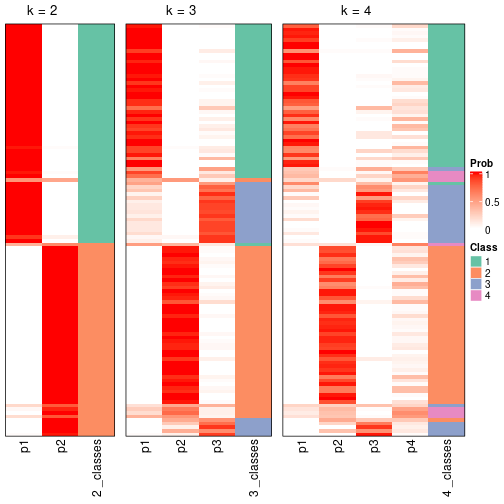 k = 2
k = 3
k = 4
Prob
1
0.5
0
Class
1
2
3
4
p1
p2
2_classes
p1
p2
p3
3_classes
p1
p2
p3
p4
4_classes